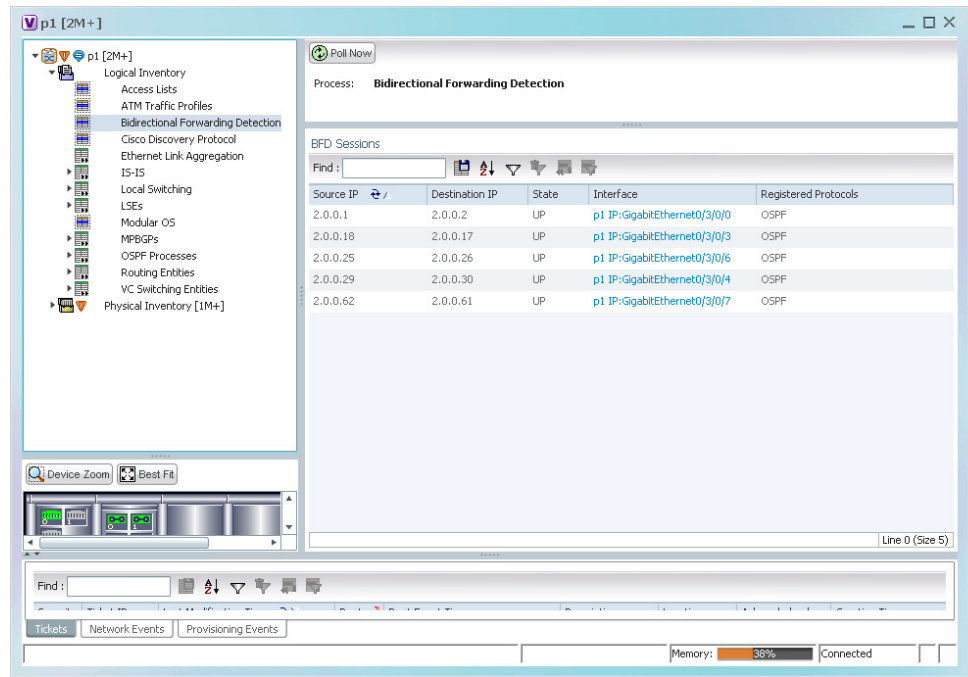 p1 [2M+]
p1 [2M+]
Logical Inventory
Access Lists
ATM Traffic Profiles
Bidirectional Forwarding Detection
Cisco Discovery Protocol
Ethernet Link Aggregation
IS-IS
Local Switching
LSEs
Modular OS
MPBGPs
OSPF Processes
Routing Entities
VC Switching Entities
Physical Inventory [1M+]
Device Zoom Best Fit
Poll Now
Process: Bidirectional Forwarding Detection
BFD Sessions
Find :
Source IP Destination IP State Interface Registered Protocols
2.0.0.1 2.0.0.2 UP p1 IP:GigabitEthernet0/3/0/0 OSPF
2.0.0.18 2.0.0.17 UP p1 IP:GigabitEthernet0/3/0/3 OSPF
2.0.0.25 2.0.0.26 UP p1 IP:GigabitEthernet0/3/0/6 OSPF
2.0.0.29 2.0.0.30 UP p1 IP:GigabitEthernet0/3/0/4 OSPF
2.0.0.62 2.0.0.61 UP p1 IP:GigabitEthernet0/3/0/7 OSPF
Line 0 (Size 5)
Find :
Tickets Network Events Provisioning Events
Memory: 38% Connected